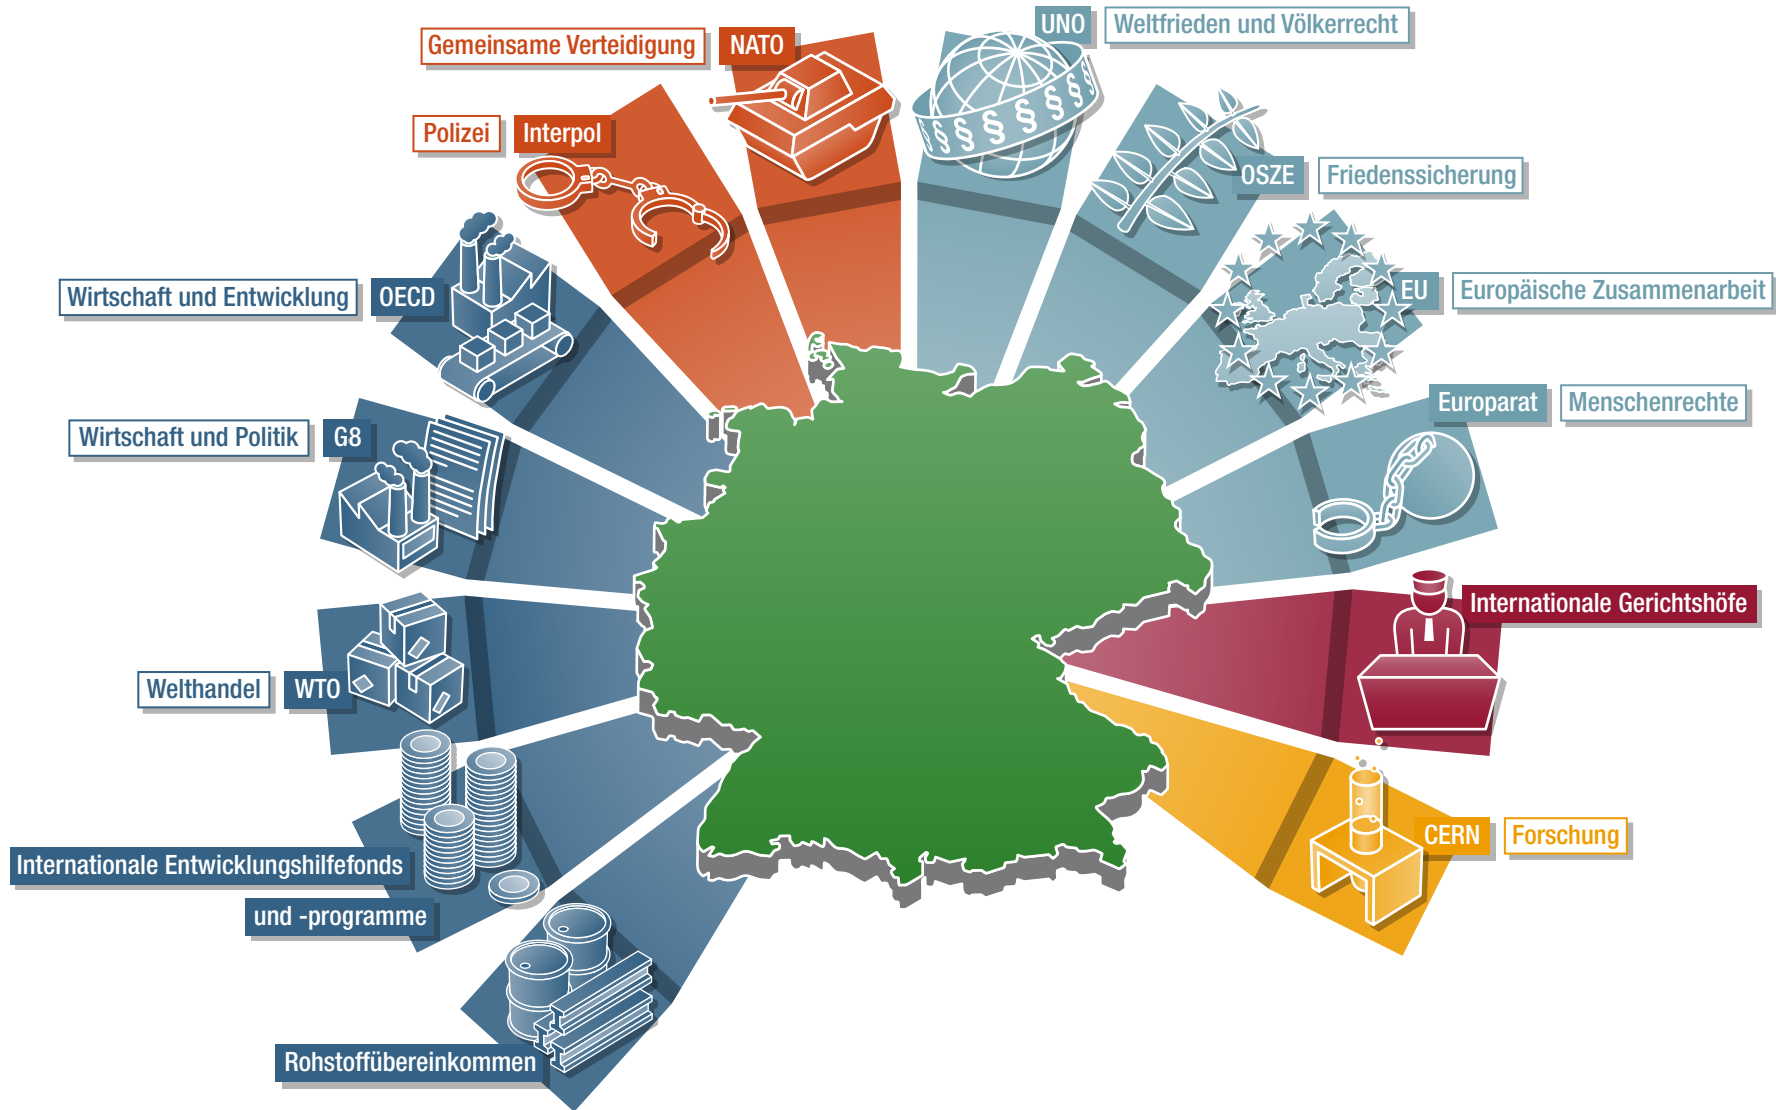 Gemeinsame Verteidigung NATO
UNO Weltfrieden und Völkerrecht
Polizei Interpol
OSZE Friedenssicherung
Wirtschaft und Entwicklung OECD
EU Europäische Zusammenarbeit
Wirtschaft und Politik G8
Europarat Menschenrechte
Internationale Gerichtshöfe
Welthandel WTO
CERN Forschung
Internationale Entwicklungshilfefonds
und -programme
Rohstoffübereinkommen
§ § § § § § § §